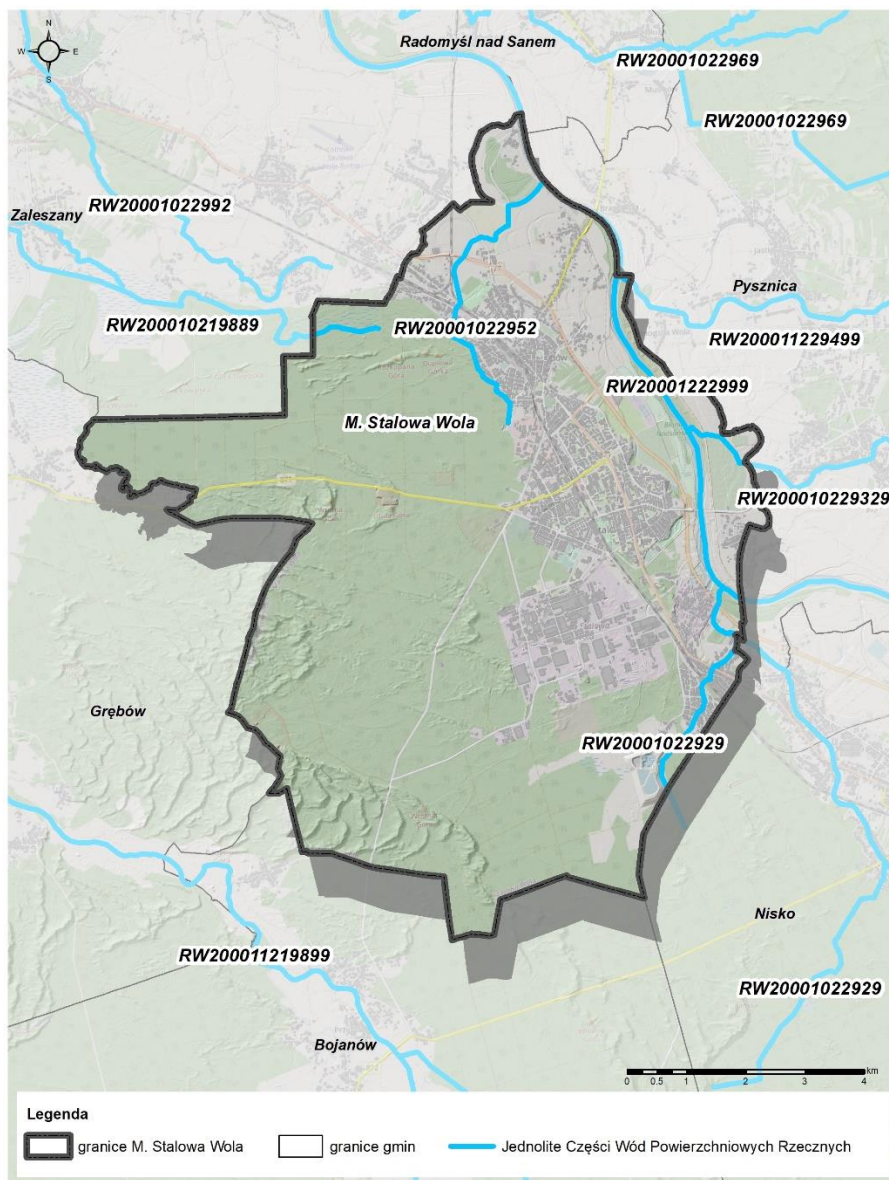 N
W E
S
Radomyśl nad Sanem
RW20001022969
RW20001022969
RW20001022992
Zaleszany
Pysznica
RW200010219889
RW20001022952
RW200011229499
RW20001222999
M. Stalowa Wola
RW200010229329
Grębów
RW20001022929
Nisko
RW200011219899
RW20001022929
Bojanów
km
0 0.5 1 2 3 4
Legenda
granice M. Stalowa Wola granice gmin Jednolite Części Wód Powierzchniowych Rzecznych